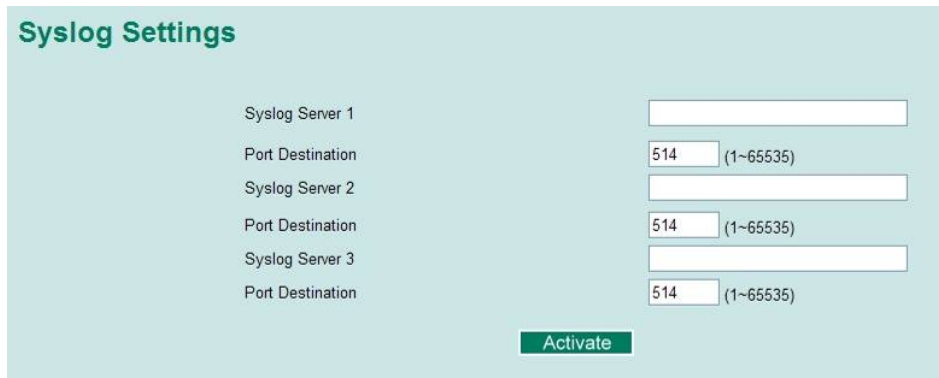 Syslog Settings
Syslog Server 1
Port Destination 514 (1~65535)
Syslog Server 2
Port Destination 514 (1~65535)
Syslog Server 3
Port Destination 514 (1~65535)
Activate